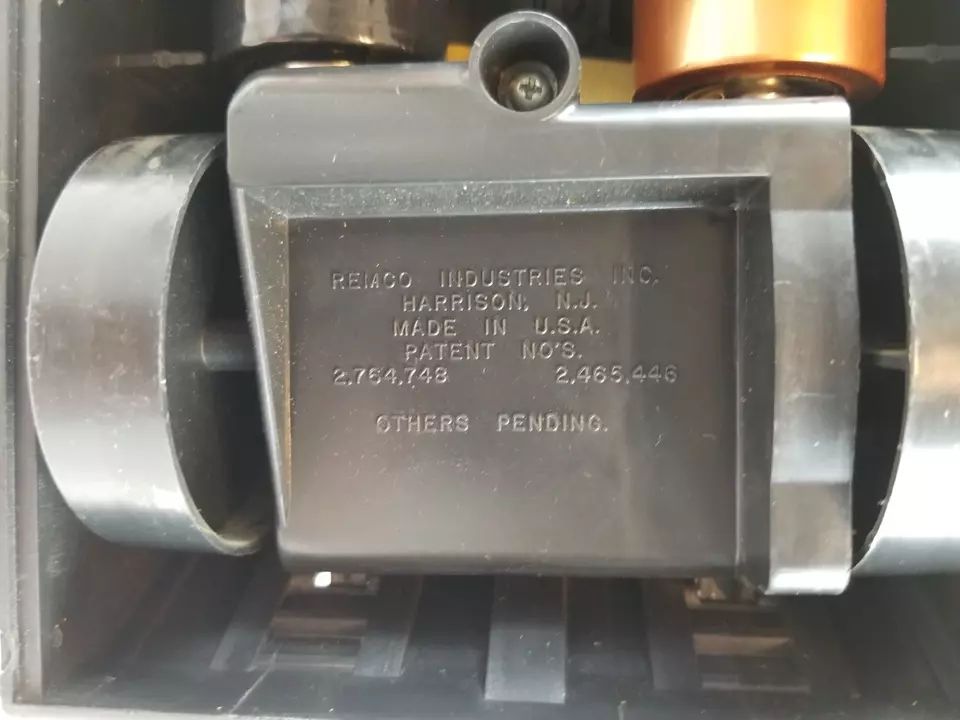 REMCO INDUSTRIES INC.
HARRISON, N.J.
MADE IN U.S.A.
PATENT NO'S.
2,764,748 2,465,446
OTHERS PENDING.